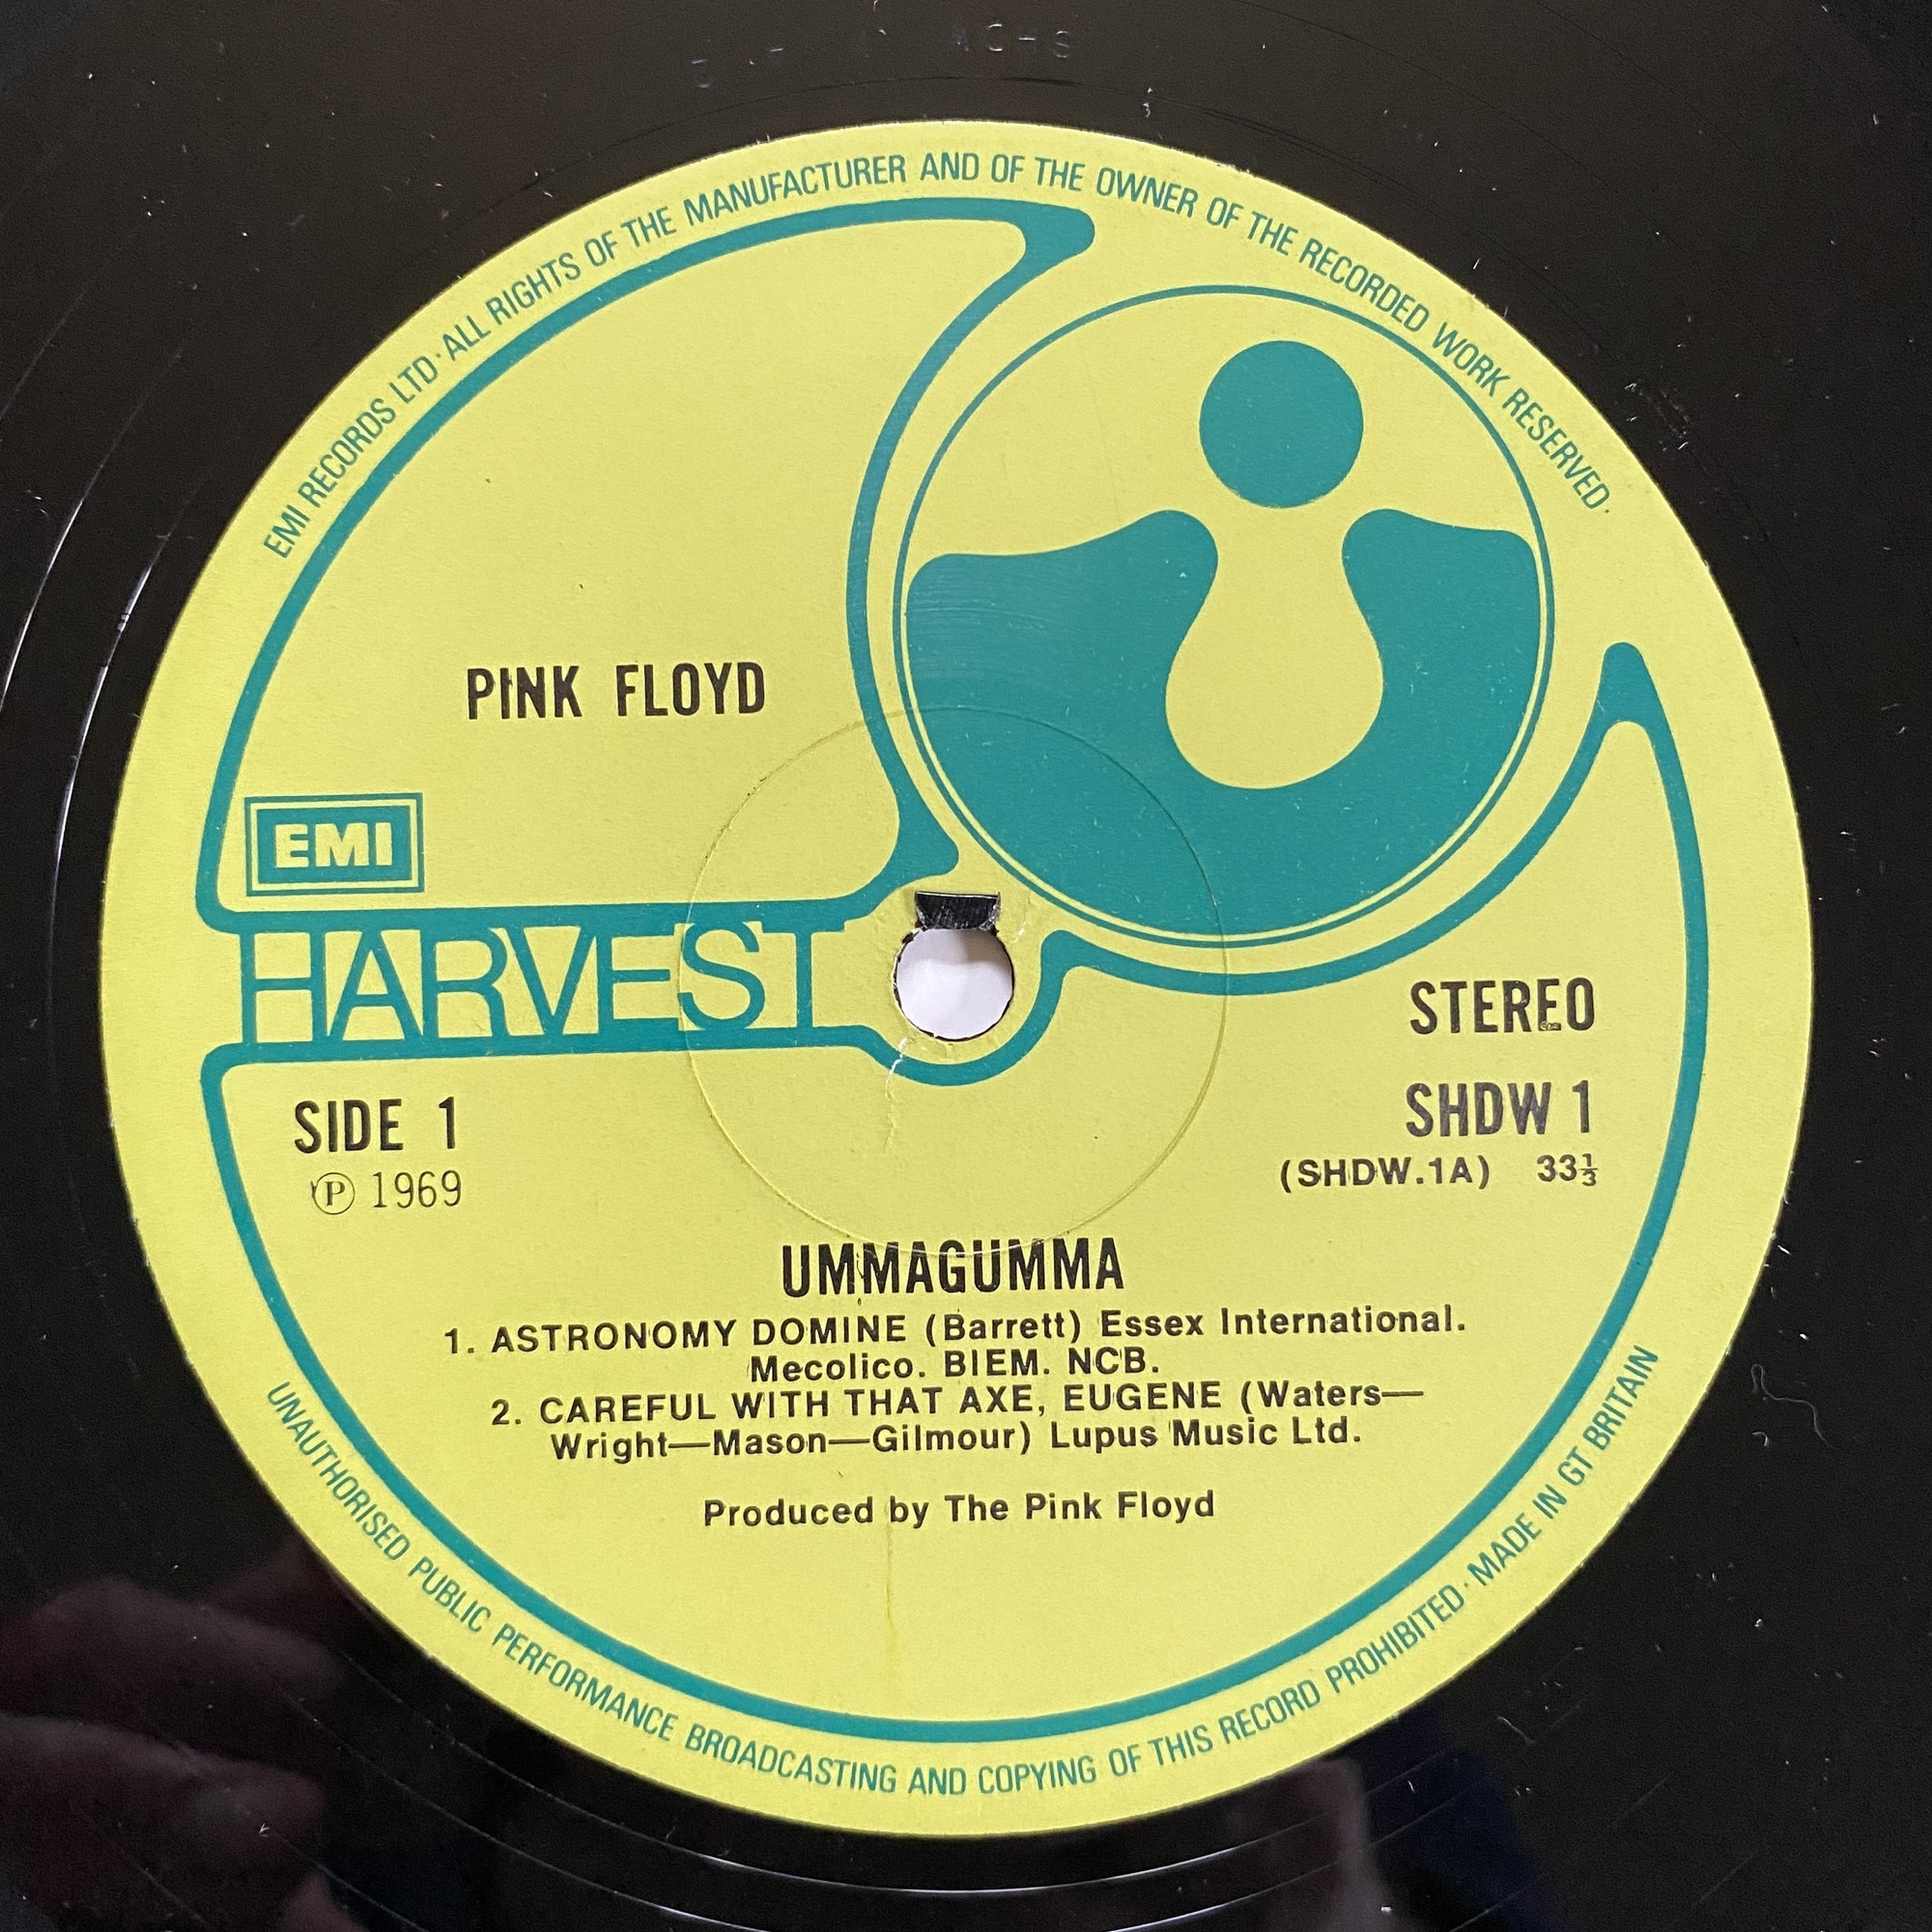 EMI RECORDS LTD · ALL RIGHTS OF THE MANUFACTURER AND OF THE OWNER OF THE RECORDED WORK RESERVED ·
PINK FLOYD
EMI
HARVEST
STEREO
SIDE 1
SHDW 1
℗ 1969
(SHDW.1A) 33⅓
UMMAGUMMA
1. ASTRONOMY DOMINE (Barrett) Essex International.
Mecolico. BIEM. NCB.
2. CAREFUL WITH THAT AXE, EUGENE (Waters—
Wright—Mason—Gilmour) Lupus Music Ltd.
Produced by The Pink Floyd
UNAUTHORISED PUBLIC PERFORMANCE BROADCASTING AND COPYING OF THIS RECORD PROHIBITED · MADE IN GT BRITAIN